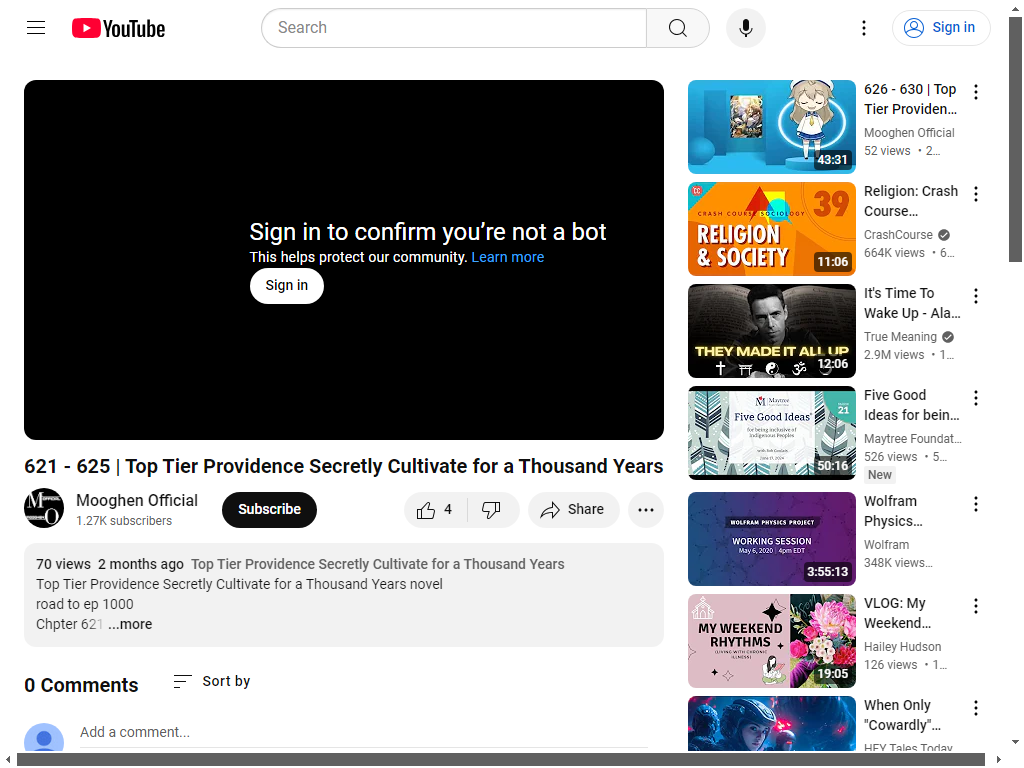 YouTube
Search
Sign in
Sign in to confirm you're not a bot
This helps protect our community. Learn more
Sign in
621 - 625 | Top Tier Providence Secretly Cultivate for a Thousand Years
Mooghen Official
1.27K subscribers
Subscribe
4
Share
70 views 2 months ago Top Tier Providence Secretly Cultivate for a Thousand Years
Top Tier Providence Secretly Cultivate for a Thousand Years novel
road to ep 1000
Chpter 621 ...more
0 Comments
Sort by
Add a comment...
43:31
626 - 630 | Top
Tier Providen...
Mooghen Official
52 views • 2...
CRASH COURSE SOCIOLOGY
39
RELIGION
& SOCIETY
11:06
Religion: Crash
Course...
CrashCourse
664K views • 6...
THEY MADE IT ALL UP
12:06
It's Time To
Wake Up - Ala...
True Meaning
2.9M views • 1...
Maytree
Five Good Ideas
for being inclusive of
Indigenous Peoples
21
50:16
Five Good
Ideas for bein...
Maytree Foundat...
526 views • 5...
New
WOLFRAM PHYSICS PROJECT
WORKING SESSION
May 6, 2020 | 4pm EDT
3:55:13
Wolfram
Physics...
Wolfram
348K views...
MY WEEKEND
RHYTHMS
(LIVING WITH CHRONIC
ILLNESS)
19:05
VLOG: My
Weekend...
Hailey Hudson
126 views • 1...
When Only
"Cowardly"...
HFY Tales Today